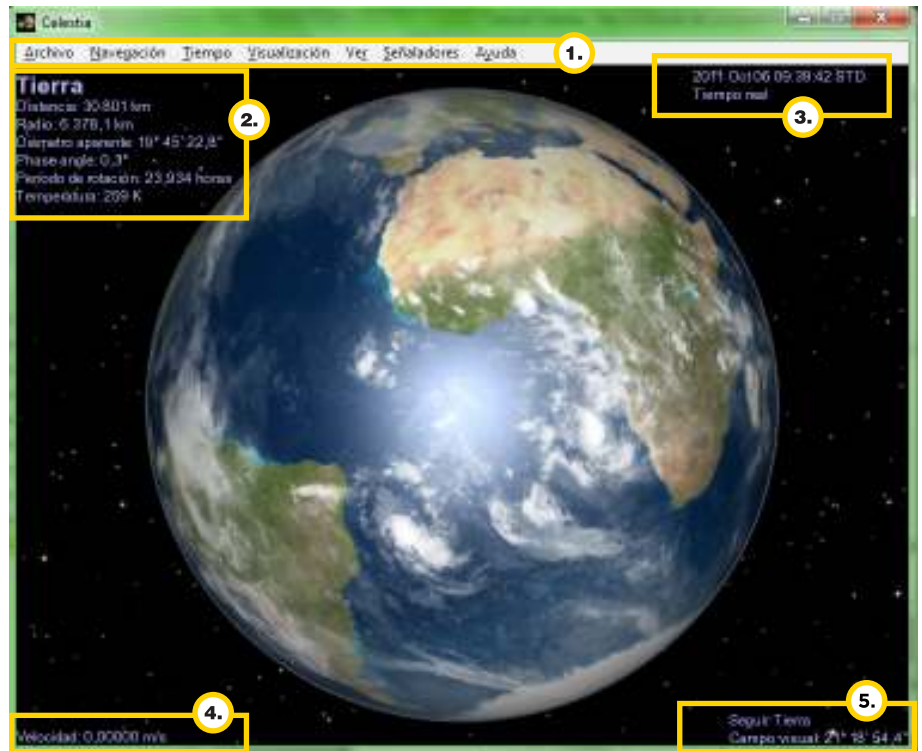 Celestia
Archivo Navegación Tiempo Visualización Ver Señaladores Ayuda
1.
Tierra
Distancia: 30.801 km
Radio: 6.378,1 km
Diámetro aparente: 19° 45' 22,8"
Phase angle: 0,3°
Período de rotación: 23,934 horas
Temperatura: 259 K
2.
2011 Oct 06 09:39:42 STD
Tiempo real
3.
4.
Velocidad: 0,00000 m/s
5.
Seguir Tierra
Campo visual: 21° 18' 54,4"